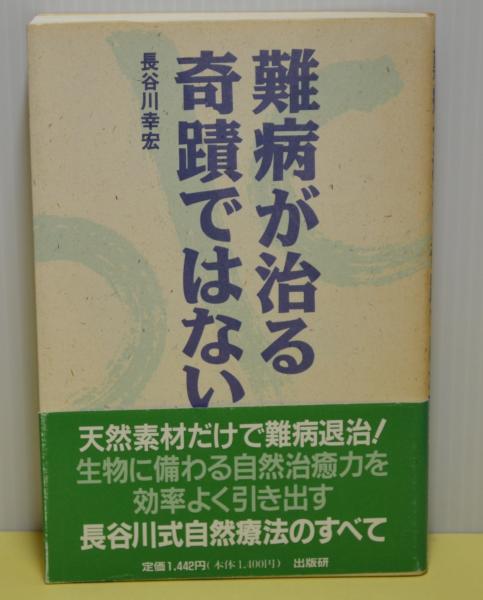 難病が治る
奇蹟ではない
長谷川幸宏
天然素材だけで難病退治!
生物に備わる自然治癒力を
効率よく引き出す
長谷川式自然療法のすべて
定価1,442円(本体1,400円) 出版研